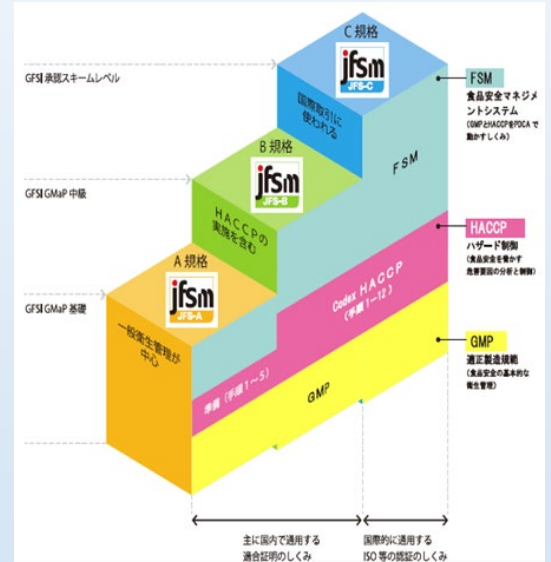 C 規格
jfsm
JFS-C
GFSI 承認スキームレベル
国際取引に
使われる
FSM
食品安全マネジメ
ントシステム
(GMPとHACCPをPDCA で
動かすしくみ)
B 規格
jfsm
JFS-B
FSM
GFSI GMaP 中級
HACCPの
実施を含む
HACCP
ハザード制御
(食品安全を脅かす
危害要因の分析と制御)
A 規格
jfsm
JFS-A
Codex HACCP
(手順1−12)
GFSI GMaP 基礎
一般衛生管理が
中心
GMP
適正製造規範
(食品安全の基本的な
衛生管理)
準備 (手順1〜5)
GMP
主に国内で通用する
適合証明のしくみ
国際的に通用する
ISO 等の認証のしくみ